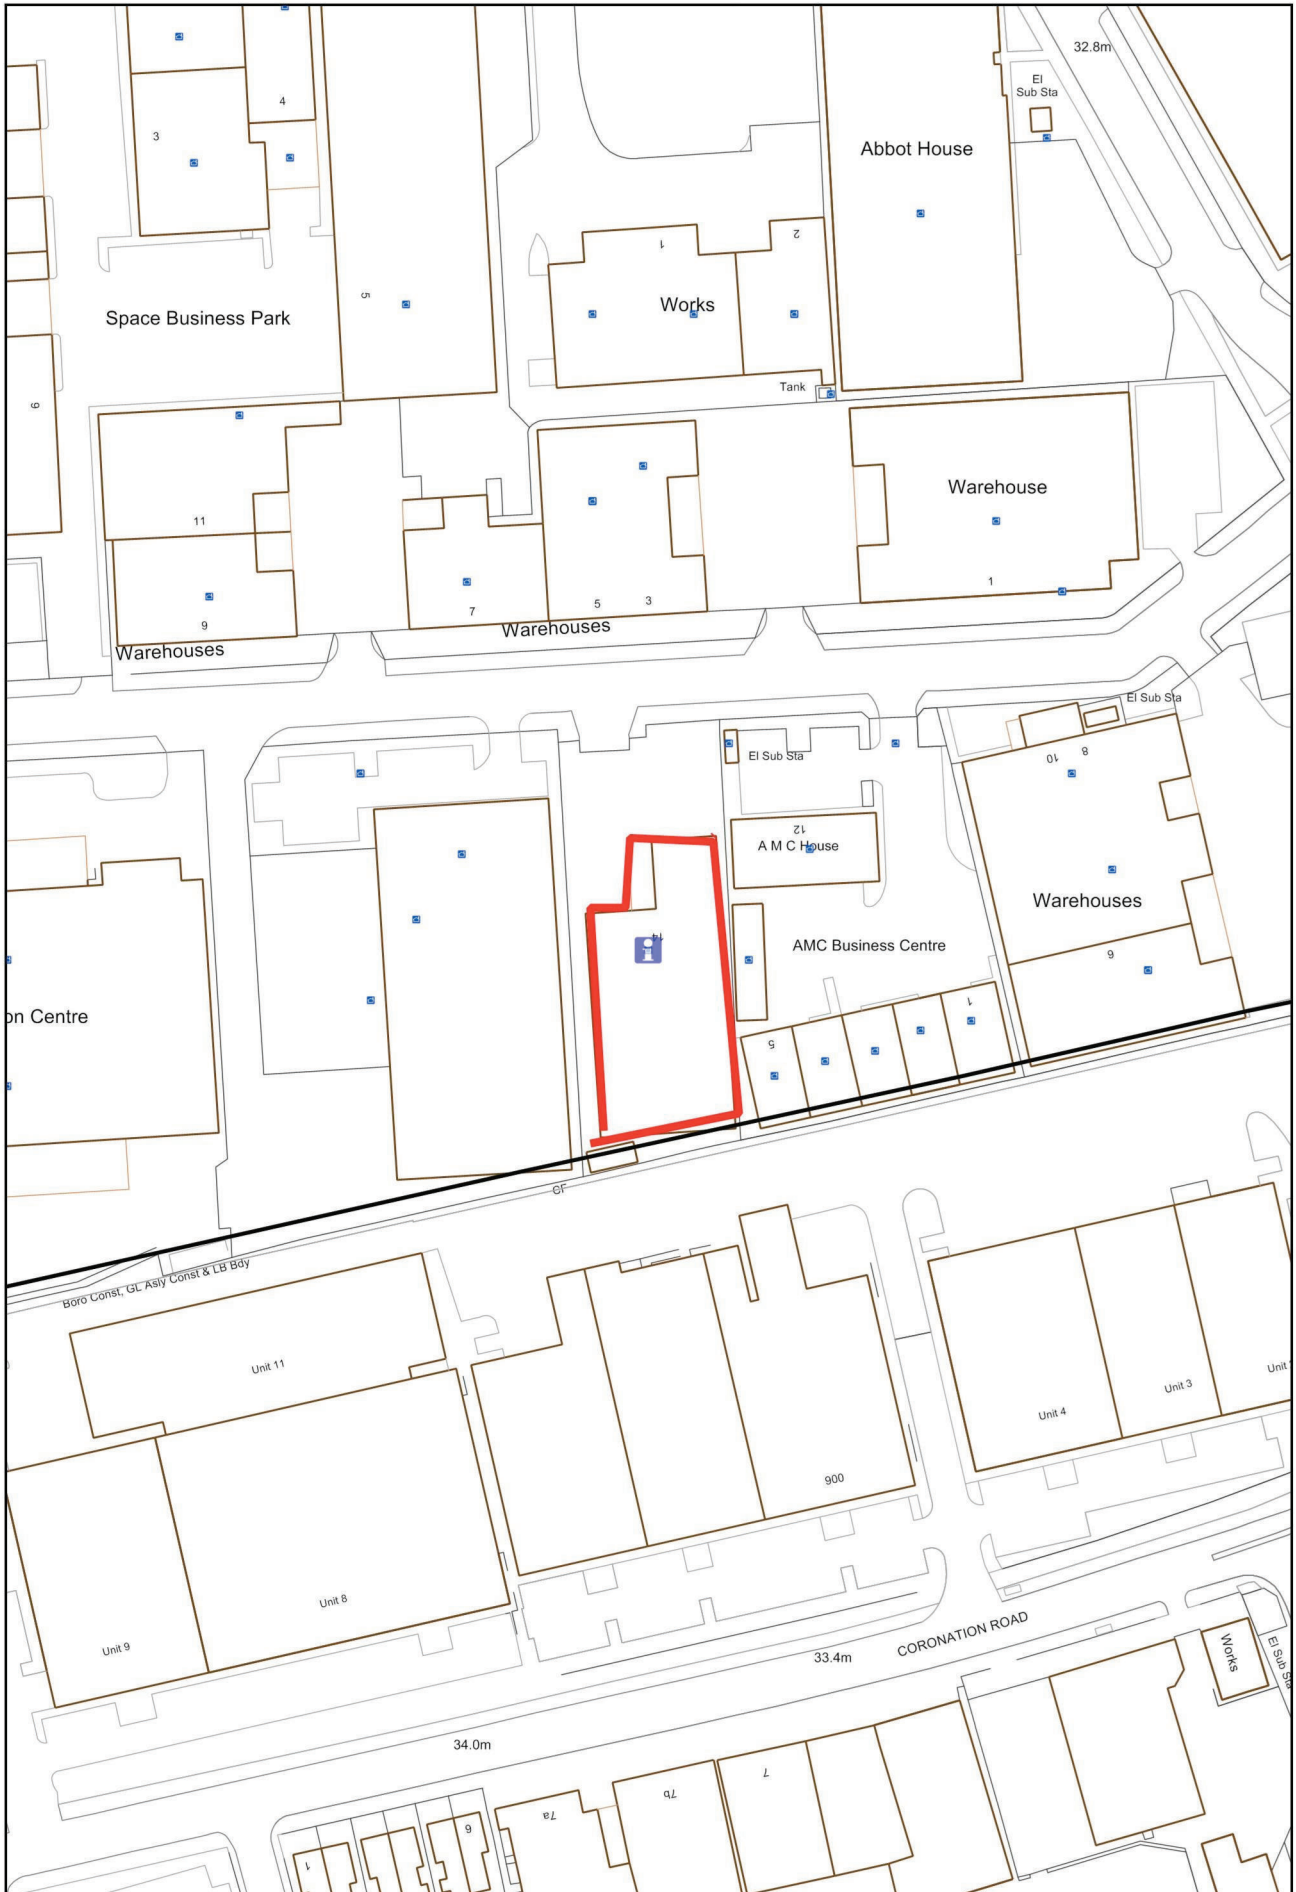 32.8m
El
Sub Sta
4
3
Abbot House
2
1
5
Works
Space Business Park
Tank
9
Warehouse
11
1
7
5
3
9
Warehouses
Warehouses
El Sub Sta
El Sub Sta
10
8
12
A M C House
Warehouses
14
AMC Business Centre
6
on Centre
1
5
CF
Boro Const, GL Asly Const & LB Bdy
Unit 11
Unit 3
Unit
Unit 4
900
Unit 8
CORONATION ROAD
Unit 9
Works
El Sub Sta
33.4m
34.0m
7
7b
7a
6
1